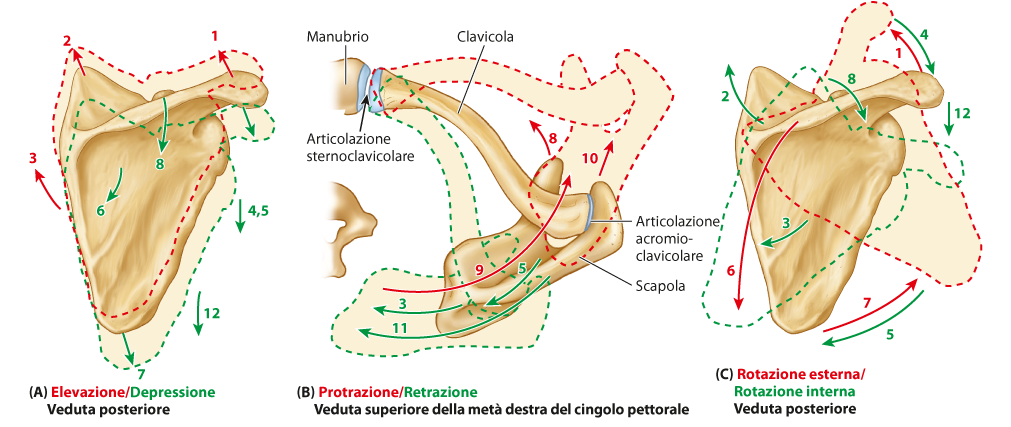 2
1
3
6
8
4,5
12
7
(A) Elevazione/Depressione
Veduta posteriore
Manubrio
Clavicola
Articolazione
sternoclavicolare
8
10
9
5
3
11
Articolazione
acromio-
clavicolare
Scapola
(B) Protrazione/Retrazione
Veduta superiore della metà destra del cingolo pettorale
4
1
2
8
12
3
6
7
5
(C) Rotazione esterna/
Rotazione interna
Veduta posteriore